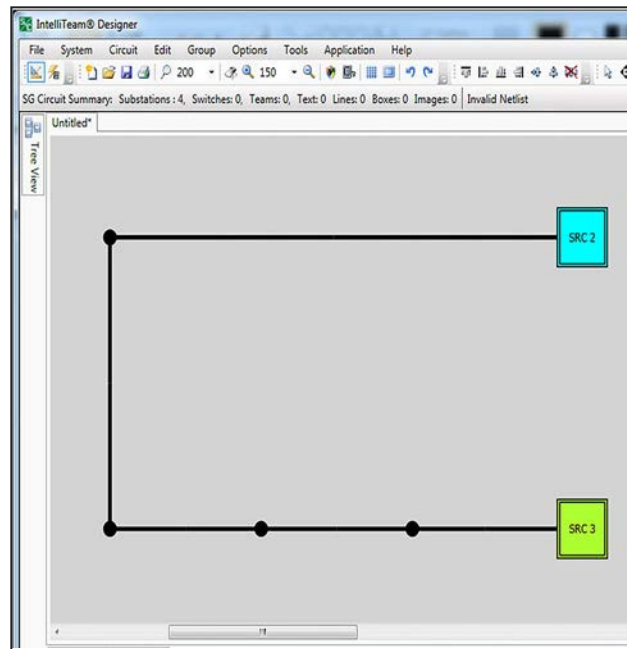 IntelliTeam® Designer
File System Circuit Edit Group Options Tools Application Help
200 150
SG Circuit Summary: Substations : 4, Switches: 0, Teams: 0, Text: 0 Lines: 0 Boxes: 0 Images: 0 Invalid Netlist
Untitled*
Tree View
SRC 2
SRC 3